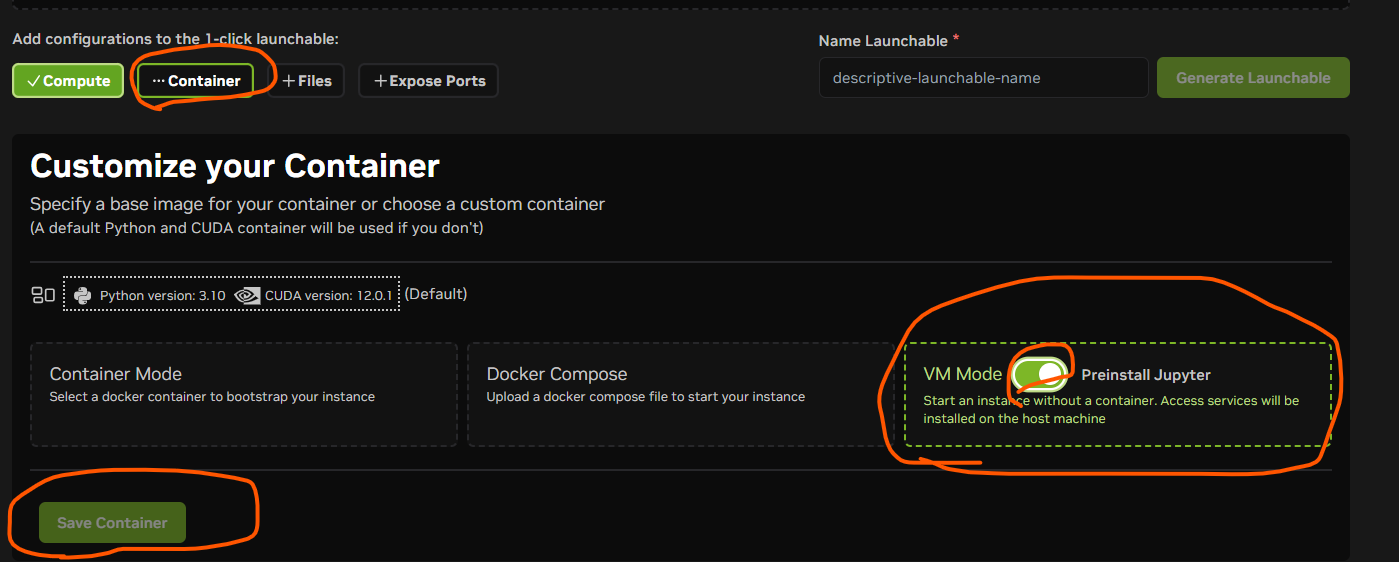 Add configurations to the 1-click launchable:
Name Launchable *
Compute
··· Container
+ Files
+ Expose Ports
descriptive-launchable-name
Generate Launchable
Customize your Container
Specify a base image for your container or choose a custom container
(A default Python and CUDA container will be used if you don't)
Python version: 3.10 CUDA version: 12.0.1 (Default)
Container Mode
Select a docker container to bootstrap your instance
Docker Compose
Upload a docker compose file to start your instance
VM Mode Preinstall Jupyter
Start an instance without a container. Access services will be
installed on the host machine
Save Container